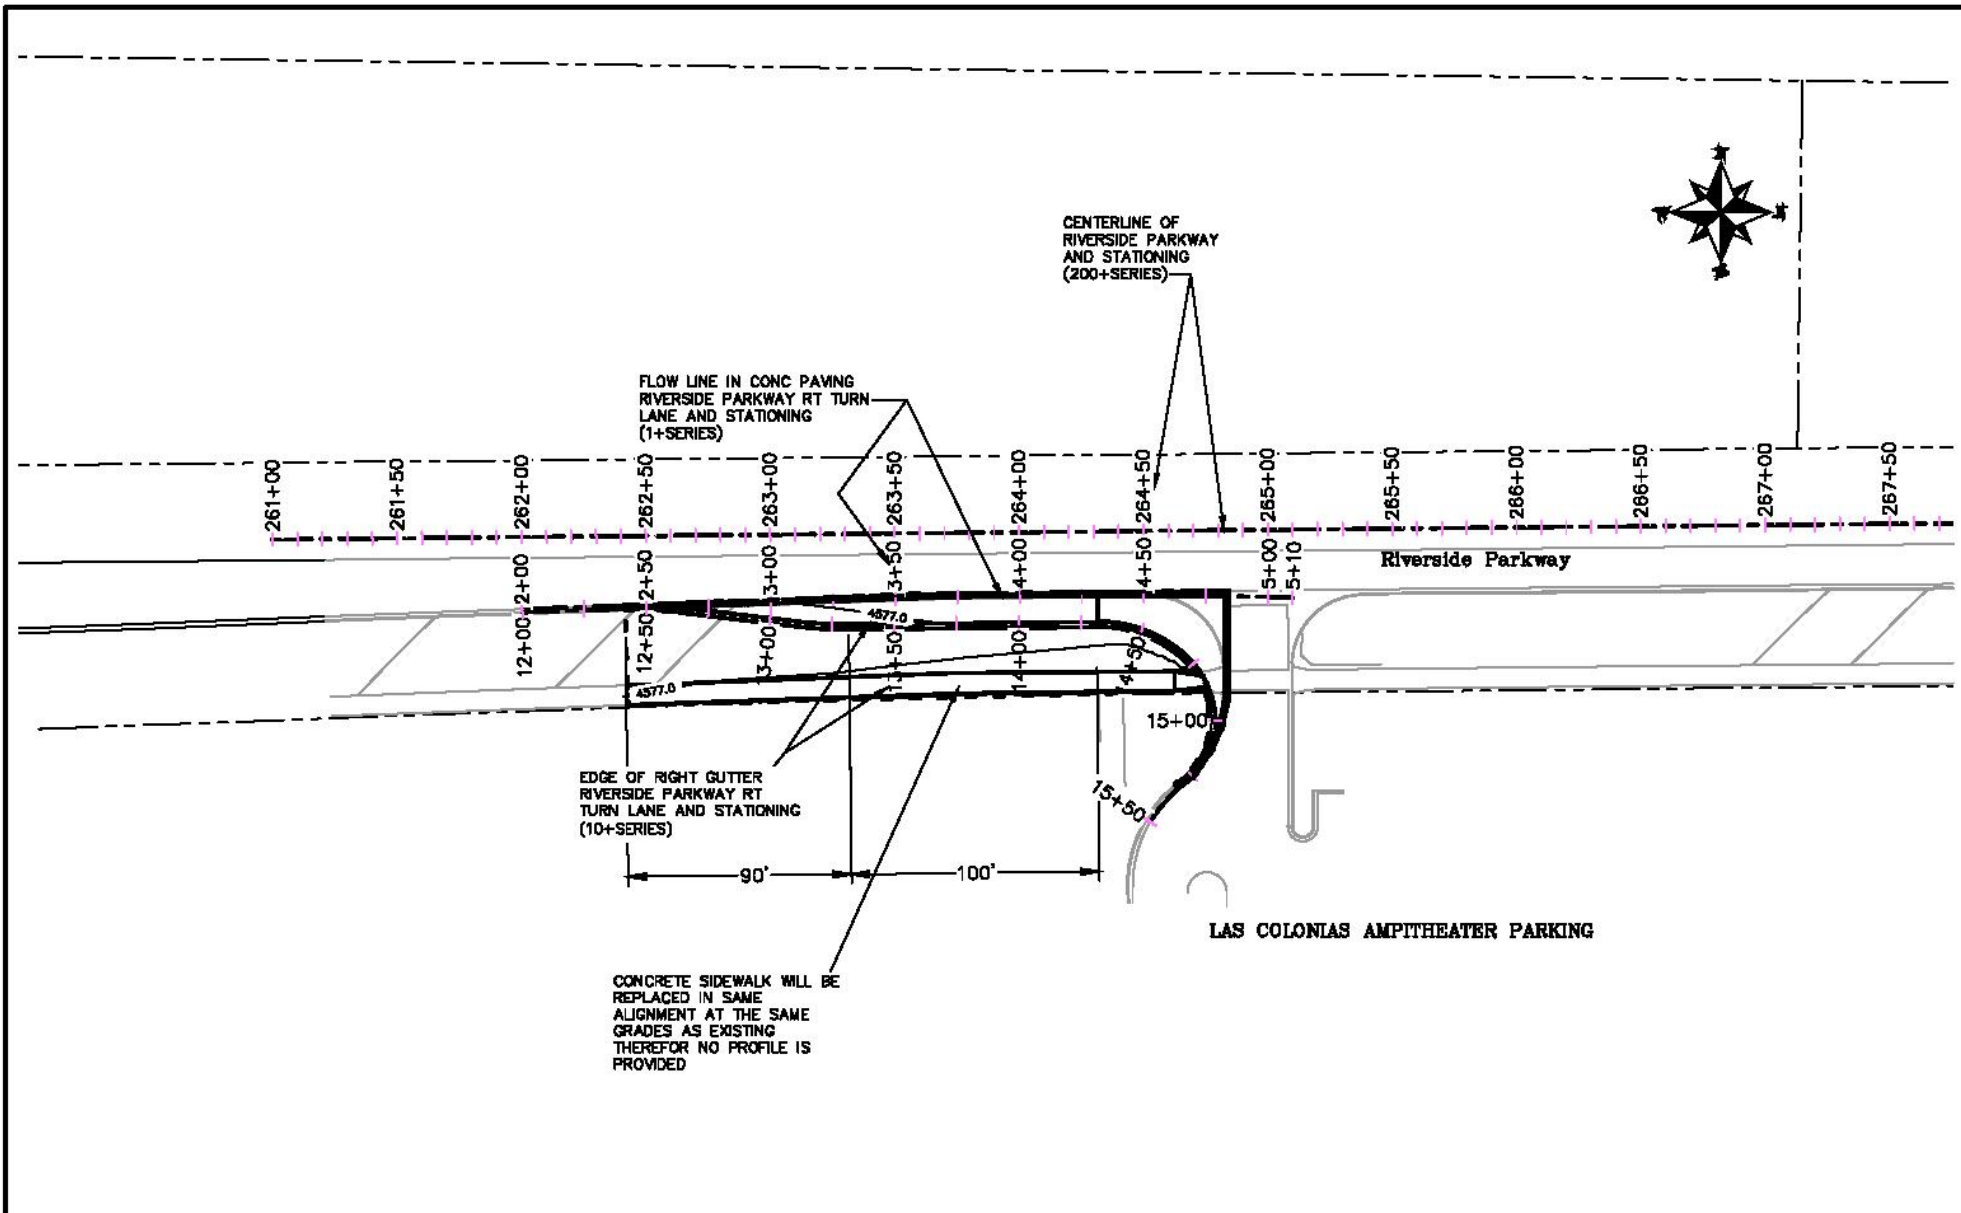 CENTERLINE OF
RIVERSIDE PARKWAY
AND STATIONING
(200+SERIES)
FLOW LINE IN CONC PAVING
RIVERSIDE PARKWAY RT TURN
LANE AND STATIONING
(1+SERIES)
261+00
261+50
262+00
262+50
263+00
263+50
264+00
264+50
265+00
265+50
266+00
266+50
267+00
267+50
Riverside Parkway
2+00
2+50
3+00
3+50
4+00
4+50
5+00
5+10
4577.0
12+00
12+50
13+00
13+50
14+00
14+50
4577.0
15+00
15+50
EDGE OF RIGHT GUTTER
RIVERSIDE PARKWAY RT
TURN LANE AND STATIONING
(10+SERIES)
90'
100'
LAS COLONIAS AMPITHEATER PARKING
CONCRETE SIDEWALK WILL BE
REPLACED IN SAME
ALIGNMENT AT THE SAME
GRADES AS EXISTING
THEREFOR NO PROFILE IS
PROVIDED